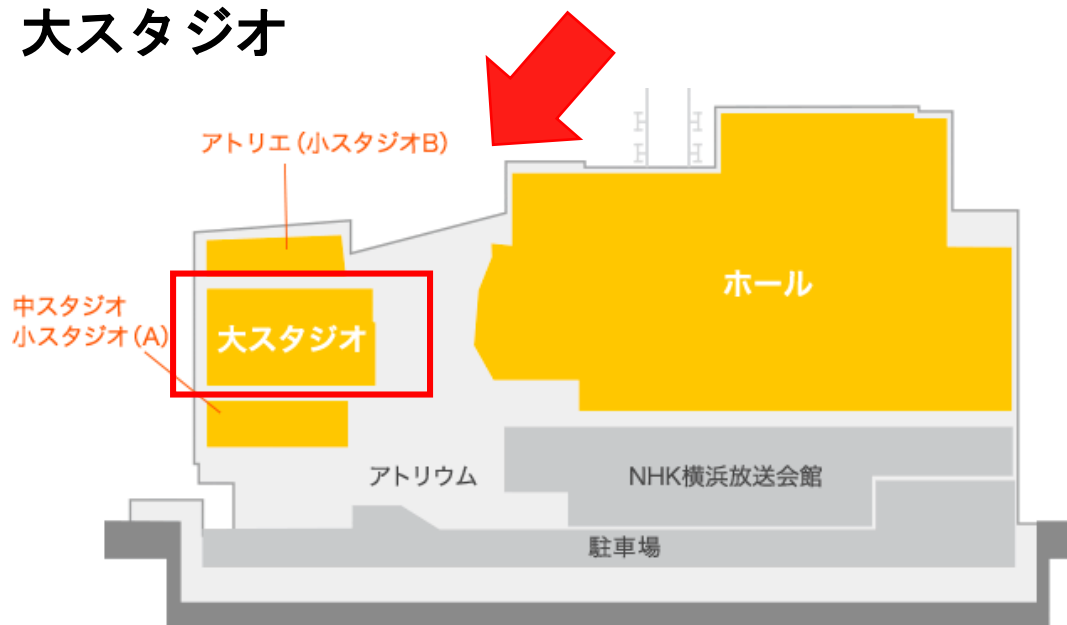 大スタジオ
アトリエ（小スタジオB）
ホール
中スタジオ
小スタジオ（A）
大スタジオ
アトリウム
NHK横浜放送会館
駐車場